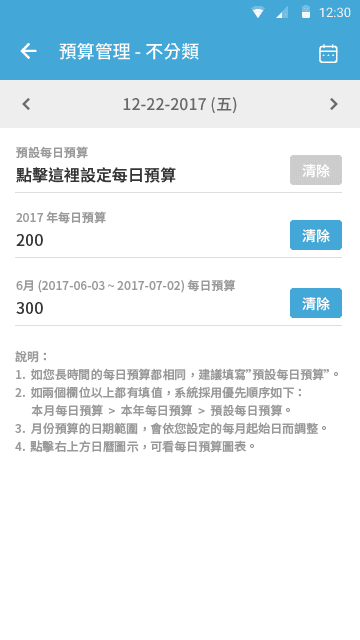 12:30
預算管理 - 不分類
12-22-2017 (五)
預設每日預算
點擊這裡設定每日預算
清除
2017 年每日預算
200
清除
6月 (2017-06-03 ~ 2017-07-02) 每日預算
300
清除
說明：
1. 如您長時間的每日預算都相同，建議填寫”預設每日預算”。
2. 如兩個欄位以上都有填值，系統採用優先順序如下：
本月每日預算 > 本年每日預算 > 預設每日預算。
3. 月份預算的日期範圍，會依您設定的每月起始日而調整。
4. 點擊右上方日曆圖示，可看每日預算圖表。